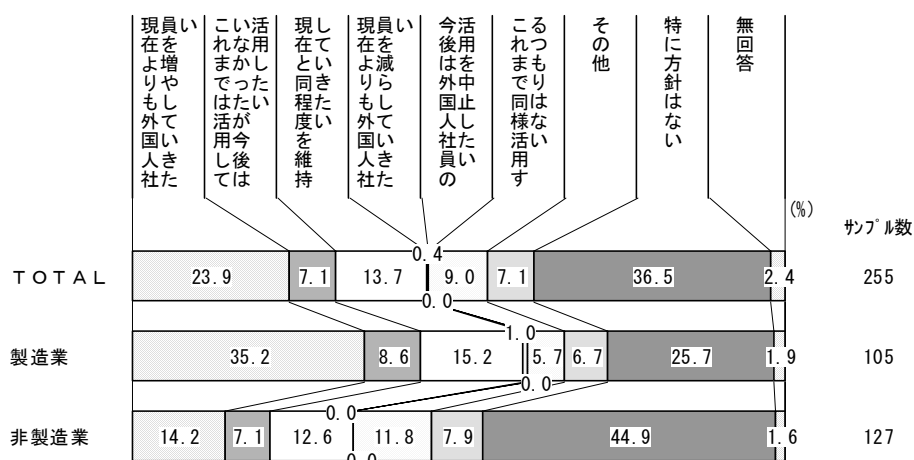 現在よりも外国人社
員を増やしていきた
い
これまでは活用して
いなかったが今後は
活用したい
現在と同程度を維持
していきたい
現在よりも外国人社
員を減らしていきた
い
今後は外国人社員の
活用を中止したい
これまで同様活用す
るつもりはない
その他
特に方針はない
無回答
(%)
ｻﾝﾌﾟﾙ数
ＴＯＴＡＬ 23.9 7.1 13.7 0.4 0.0 9.0 7.1 36.5 2.4 255
製造業 35.2 8.6 15.2 1.0 0.0 5.7 6.7 25.7 1.9 105
非製造業 14.2 7.1 12.6 0.0 0.0 11.8 7.9 44.9 1.6 127